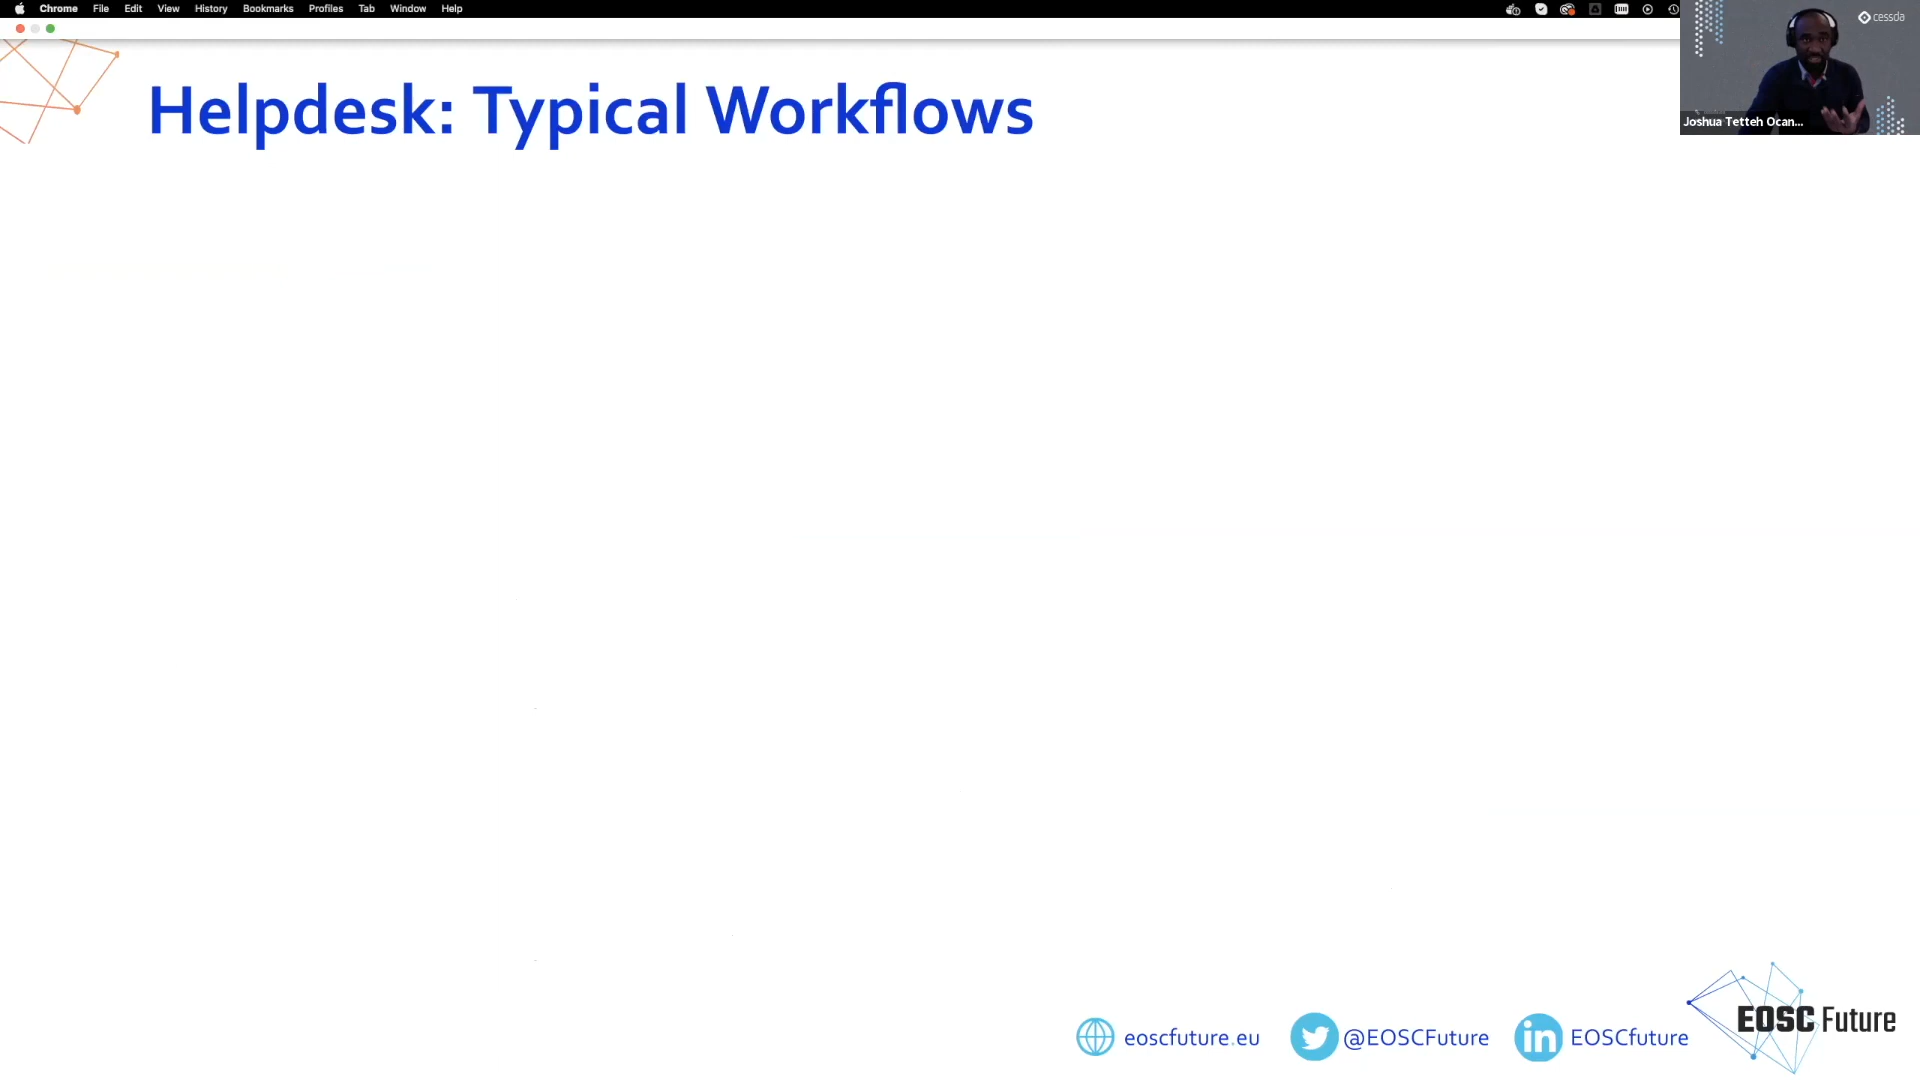 Chrome File Edit View History Bookmarks Profiles Tab Window Help
cessda
Joshua Tetteh Ocan...
Helpdesk: Typical Workflows
eoscfuture.eu @EOSCFuture EOSCfuture
EOSC Future